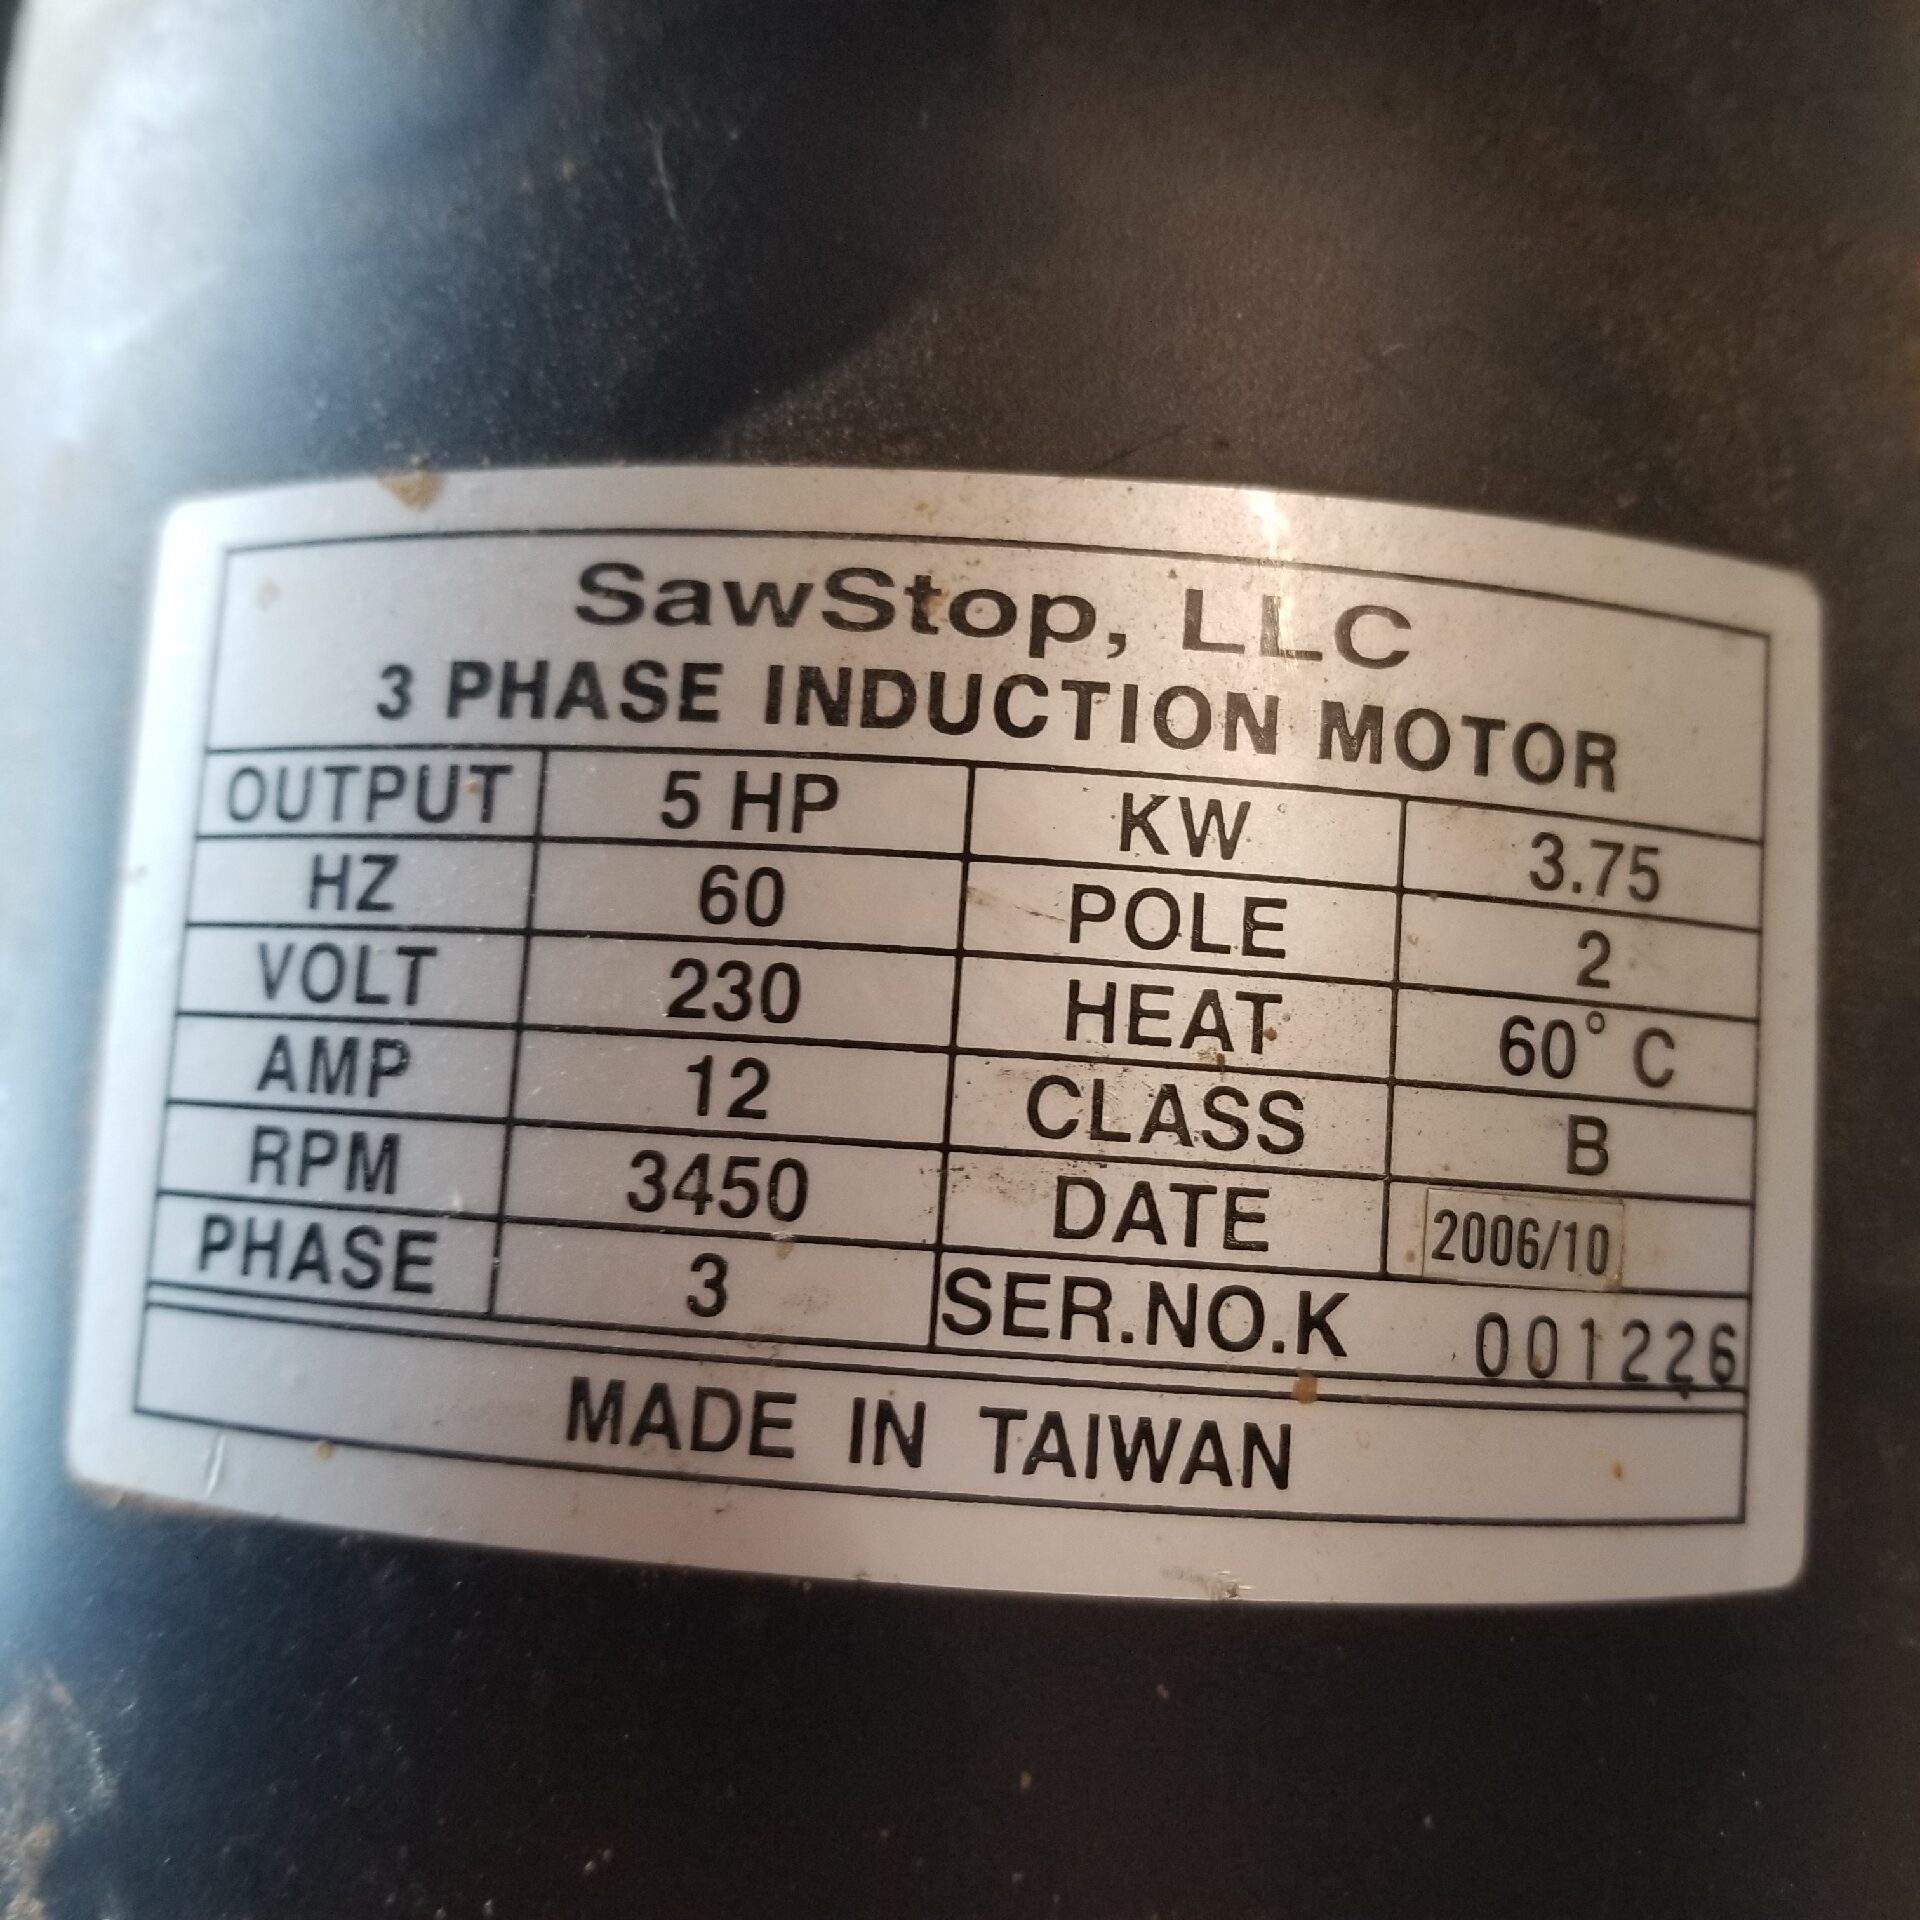 SawStop, LLC
3 PHASE INDUCTION MOTOR
OUTPUT 5 HP KW 3.75
HZ 60 POLE 2
VOLT 230 HEAT 60° C
AMP 12 CLASS B
RPM 3450 DATE 2006/10
PHASE 3 SER.NO.K 001226
MADE IN TAIWAN